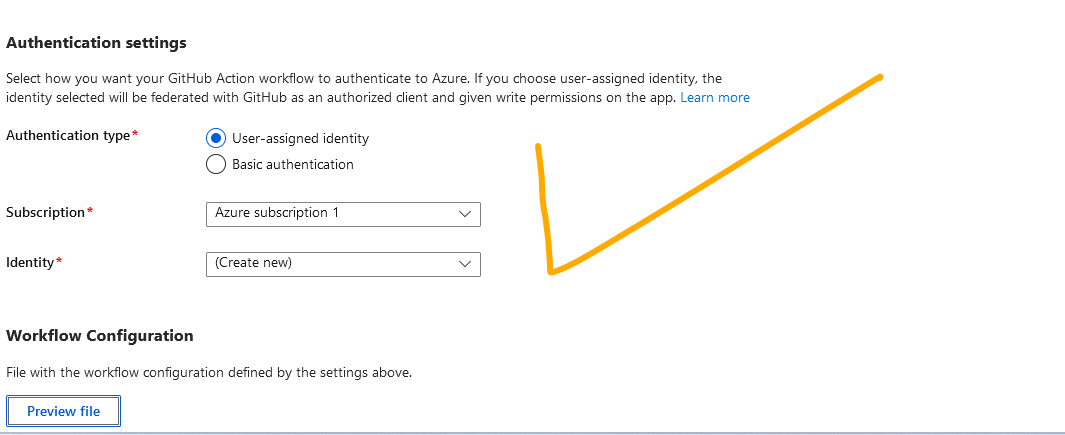 Authentication settings
Select how you want your GitHub Action workflow to authenticate to Azure. If you choose user-assigned identity, the
identity selected will be federated with GitHub as an authorized client and given write permissions on the app. Learn more
Authentication type*
User-assigned identity
Basic authentication
Subscription*
Azure subscription 1
Identity*
(Create new)
Workflow Configuration
File with the workflow configuration defined by the settings above.
Preview file